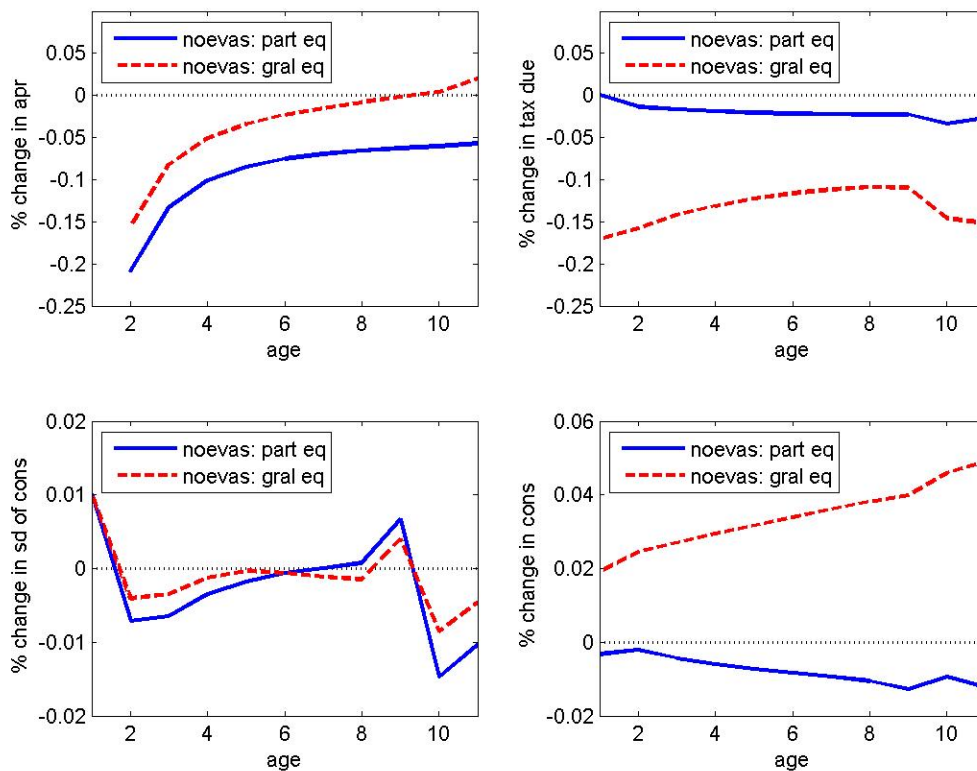 noevas: part eq
noevas: gral eq
% change in apr
0.05
0
-0.05
-0.1
-0.15
-0.2
-0.25
2
4
6
8
10
age
noevas: part eq
noevas: gral eq
% change in tax due
0.05
0
-0.05
-0.1
-0.15
-0.2
-0.25
2
4
6
8
10
age
noevas: part eq
noevas: gral eq
% change in sd of cons
0.02
0.01
0
-0.01
-0.02
2
4
6
8
10
age
noevas: part eq
noevas: gral eq
% change in cons
0.06
0.04
0.02
0
-0.02
2
4
6
8
10
age